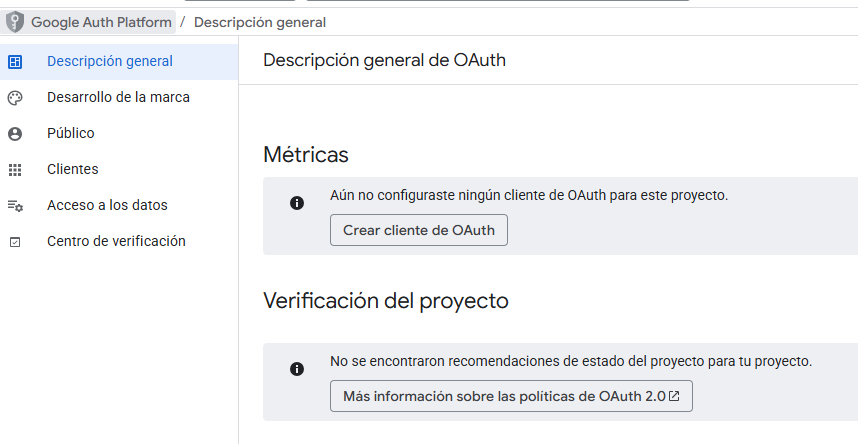 Google Auth Platform / Descripción general
Descripción general
Desarrollo de la marca
Público
Clientes
Acceso a los datos
Centro de verificación
Descripción general de OAuth
Métricas
Aún no configuraste ningún cliente de OAuth para este proyecto.
Crear cliente de OAuth
Verificación del proyecto
No se encontraron recomendaciones de estado del proyecto para tu proyecto.
Más información sobre las políticas de OAuth 2.0